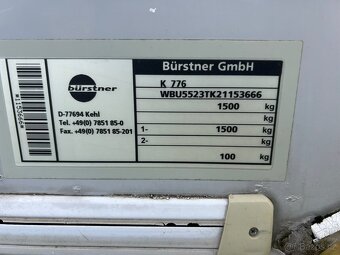 Bürstner GmbH
bürstner
K 776
WBU5523TK21153666
1500 kg
kg
D-77694 Kehl
Tel. +49(0) 7851 85-0
Fax. +49(0) 7851 85-201
1- 1500 kg
2- kg
100 kg
*1153666*